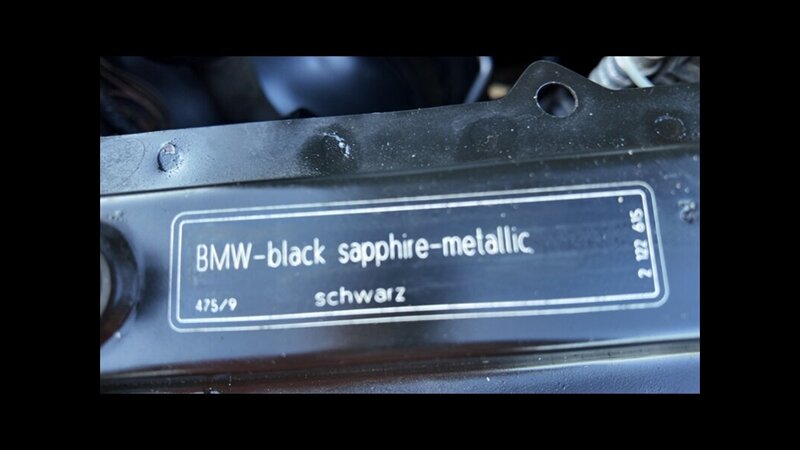 BMW-black sapphire-metallic
475/9 schwarz
2 122 615